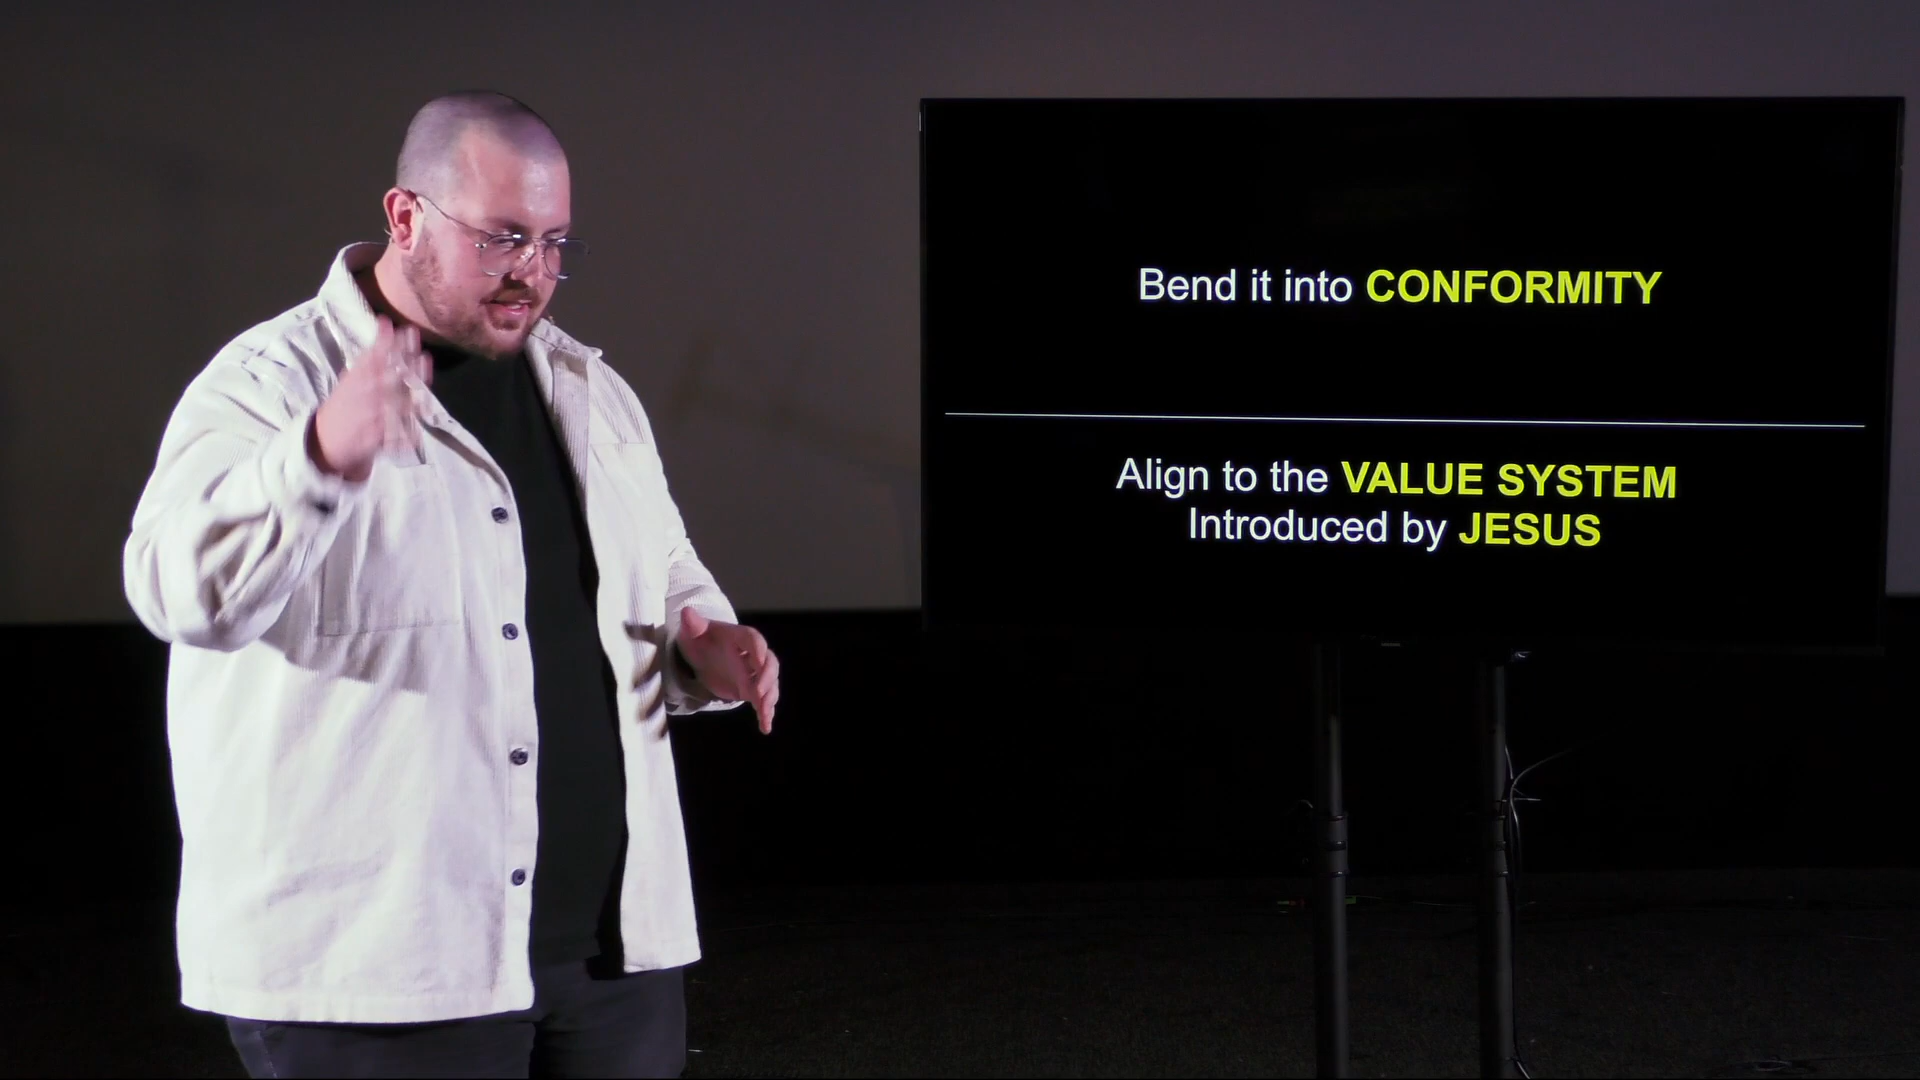 Bend it into CONFORMITY
Align to the VALUE SYSTEM
Introduced by JESUS